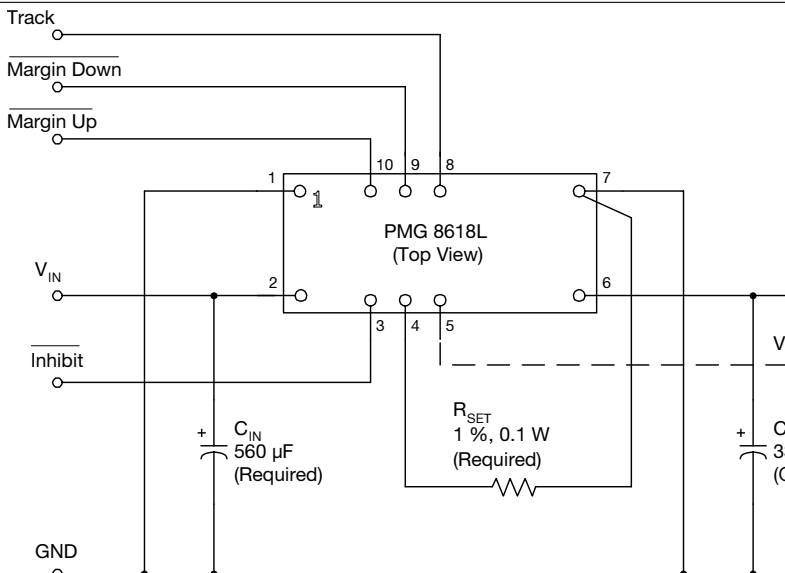 Track
Margin Down
Margin Up
10 9 8
1
7
1
PMG 8618L
(Top View)
VIN
2
6
3 4 5
Inhibit
V
RSET
1 %, 0.1 W
(Required)
+
CIN
560 µF
(Required)
+
C
GND